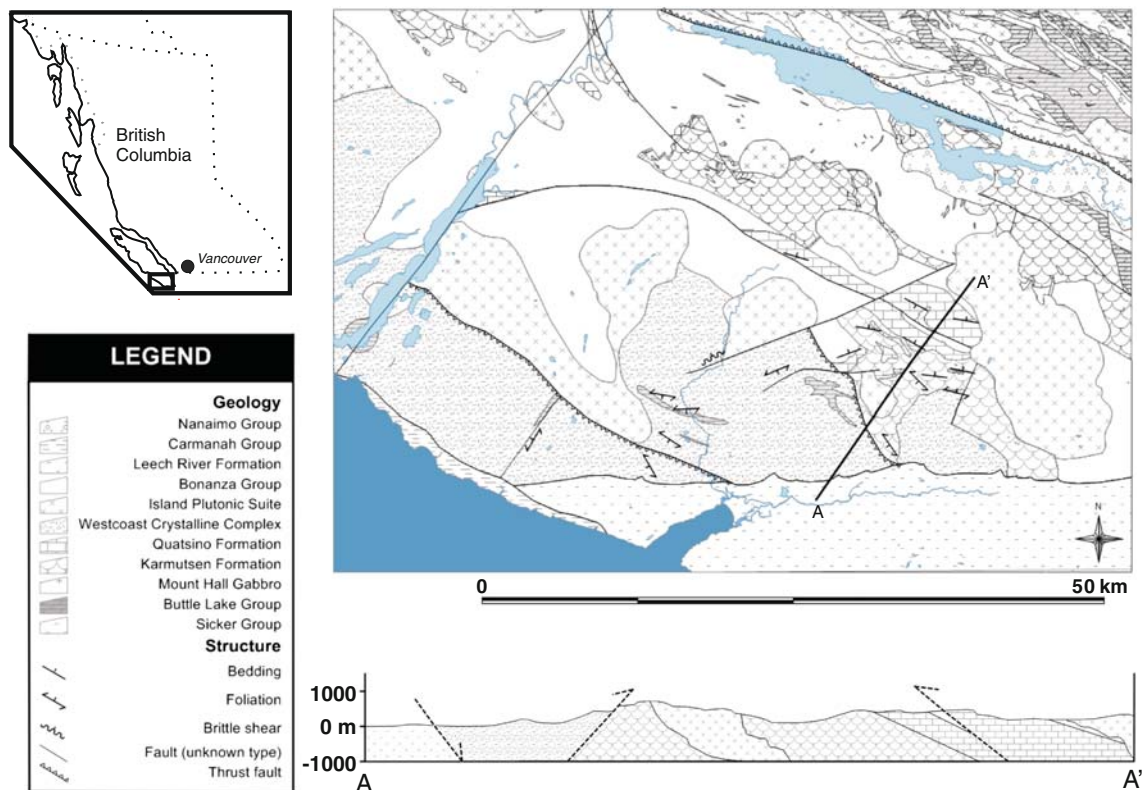 British
Columbia
Vancouver
LEGEND
Geology
Nanaimo Group
Carmanah Group
Leech River Formation
Bonanza Group
Island Plutonic Suite
Westcoast Crystalline Complex
Quatsino Formation
Karmutsen Formation
Mount Hall Gabbro
Buttle Lake Group
Sicker Group
Structure
Bedding
Foliation
Brittle shear
Fault (unknown type)
Thrust fault
A'
A
N
0 50 km
1000
0 m
-1000
A A'